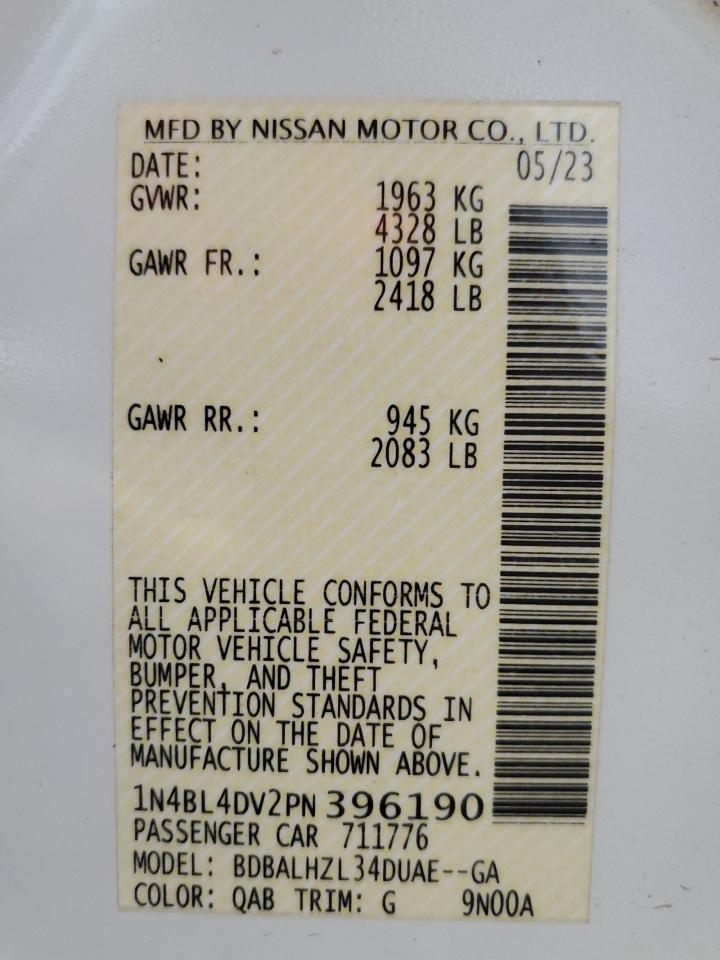 MFD BY NISSAN MOTOR CO., LTD.
DATE: 05/23
GVWR: 1963 KG
4328 LB
GAWR FR.: 1097 KG
2418 LB
GAWR RR.: 945 KG
2083 LB
THIS VEHICLE CONFORMS TO
ALL APPLICABLE FEDERAL
MOTOR VEHICLE SAFETY,
BUMPER, AND THEFT
PREVENTION STANDARDS IN
EFFECT ON THE DATE OF
MANUFACTURE SHOWN ABOVE.
1N4BL4DV2PN 396190
PASSENGER CAR 711776
MODEL: BDBALHZL34DUAE--GA
COLOR: QAB TRIM: G 9N00A